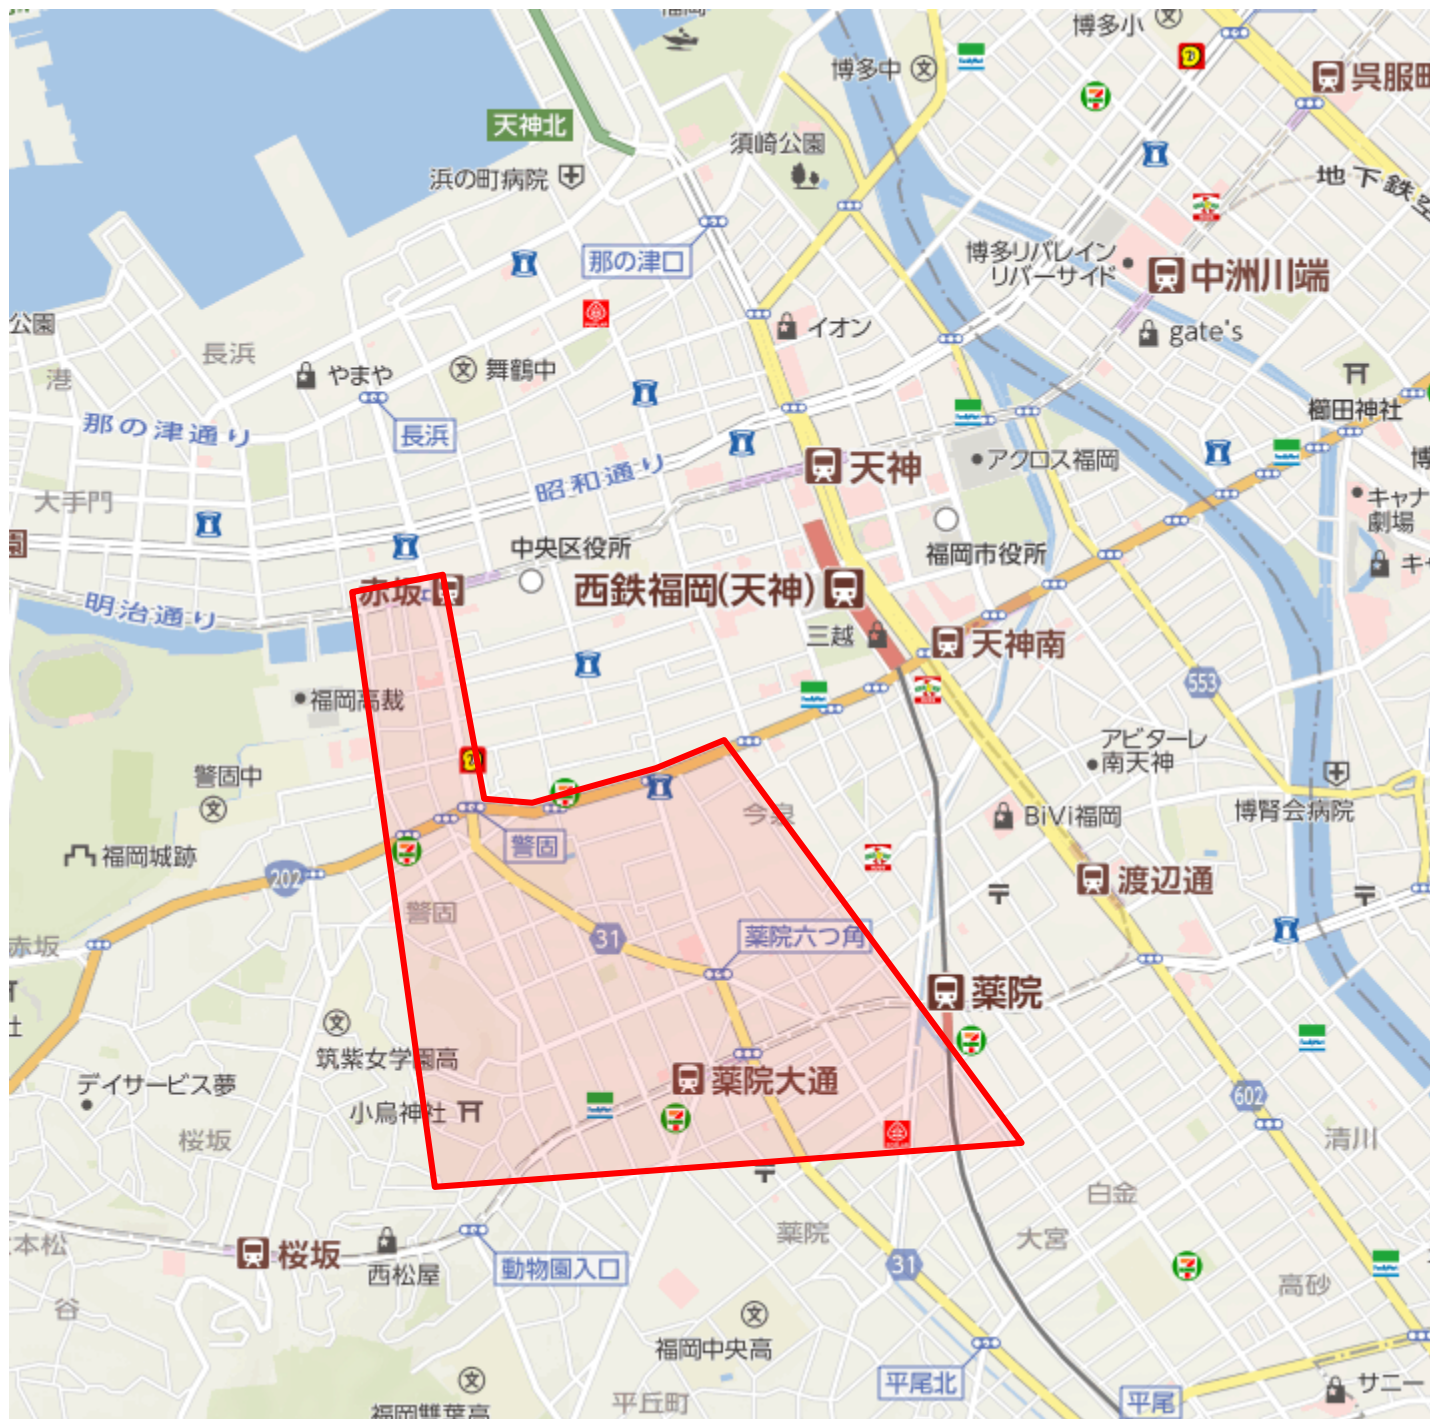 博多小
博多中
呉服町
天神北
須崎公園
浜の町病院
地下鉄空
那の津口
博多リバレイン
リバーサイド
中洲川端
公園
イオン
gate's
長浜
港
やまや
舞鶴中
那の津通り
長浜
櫛田神社
昭和通り
天神
アクロス福岡
大手門
キャナ
劇場
中央区役所
福岡市役所
赤坂
西鉄福岡(天神)
明治通り
三越
天神南
福岡高裁
553
アビターレ
南天神
警固中
今泉
BiVi福岡
博腎会病院
警固
福岡城跡
202
渡辺通
警固
赤坂
31
薬院六つ角
薬院
社
筑紫女学園高
デイサービス夢
薬院大通
602
小烏神社
桜坂
清川
白金
本松
薬院
大宮
桜坂
西松屋
動物園入口
31
高砂
谷
福岡中央高
平尾北
平尾
サニー
平丘町
福岡雙葉高